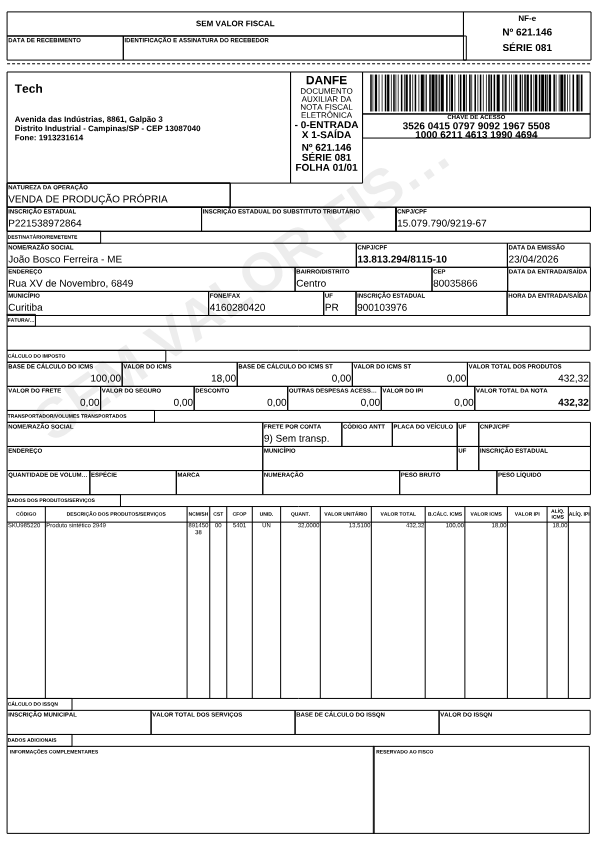 SEM VALOR FISCAL
DATA DE RECEBIMENTO
IDENTIFICAÇÃO E ASSINATURA DO RECEBEDOR
NF-e
Nº 621.146
SÉRIE 081
Tech
Avenida das Indústrias, 8861, Galpão 3
Distrito Industrial - Campinas/SP - CEP 13087040
Fone: 1913231614
DANFE
DOCUMENTO
AUXILIAR DA
NOTA FISCAL
ELETRÔNICA
- 0-ENTRADA
X 1-SAÍDA
Nº 621.146
SÉRIE 081
FOLHA 01/01
CHAVE DE ACESSO
3526 0415 0797 9092 1967 5508
1000 6211 4613 1990 4694
NATUREZA DA OPERAÇÃO
VENDA DE PRODUÇÃO PRÓPRIA
INSCRIÇÃO ESTADUAL INSCRIÇÃO ESTADUAL DO SUBSTITUTO TRIBUTÁRIO CNPJ/CPF
P221538972864 15.079.790/9219-67
DESTINATÁRIO/REMETENTE
NOME/RAZÃO SOCIAL CNPJ/CPF DATA DA EMISSÃO
João Bosco Ferreira - ME 13.813.294/8115-10 23/04/2026
ENDEREÇO BAIRRO/DISTRITO CEP DATA DA ENTRADA/SAÍDA
Rua XV de Novembro, 6849 Centro 80035866
MUNICÍPIO FONE/FAX UF INSCRIÇÃO ESTADUAL HORA DA ENTRADA/SAÍDA
Curitiba 4160280420 PR 900103976
FATURA/...
CÁLCULO DO IMPOSTO
BASE DE CÁLCULO DO ICMS VALOR DO ICMS BASE DE CÁLCULO DO ICMS ST VALOR DO ICMS ST VALOR TOTAL DOS PRODUTOS
100,00 18,00 0,00 0,00 432,32
VALOR DO FRETE VALOR DO SEGURO DESCONTO OUTRAS DESPESAS ACESS... VALOR DO IPI VALOR TOTAL DA NOTA
0,00 0,00 0,00 0,00 0,00 432,32
TRANSPORTADOR/VOLUMES TRANSPORTADOS
NOME/RAZÃO SOCIAL FRETE POR CONTA CÓDIGO ANTT PLACA DO VEÍCULO UF CNPJ/CPF
9) Sem transp.
ENDEREÇO MUNICÍPIO UF INSCRIÇÃO ESTADUAL
QUANTIDADE DE VOLUM... ESPÉCIE MARCA NUMERAÇÃO PESO BRUTO PESO LÍQUIDO
DADOS DOS PRODUTOS/SERVIÇOS
CÓDIGO DESCRIÇÃO DOS PRODUTOS/SERVIÇOS NCM/SH CST CFOP UNID. QUANT. VALOR UNITÁRIO VALOR TOTAL B.CÁLC. ICMS VALOR ICMS VALOR IPI ALÍQ. ICMS ALÍQ. IPI
SKU985220 Produto sintético 2949 891450 00 5401 UN 32,0000 13,5100 432,32 100,00 18,00 18,00
38
CÁLCULO DO ISSQN
INSCRIÇÃO MUNICIPAL VALOR TOTAL DOS SERVIÇOS BASE DE CÁLCULO DO ISSQN VALOR DO ISSQN
DADOS ADICIONAIS
INFORMAÇÕES COMPLEMENTARES RESERVADO AO FISCO
SEM VALOR FIS...